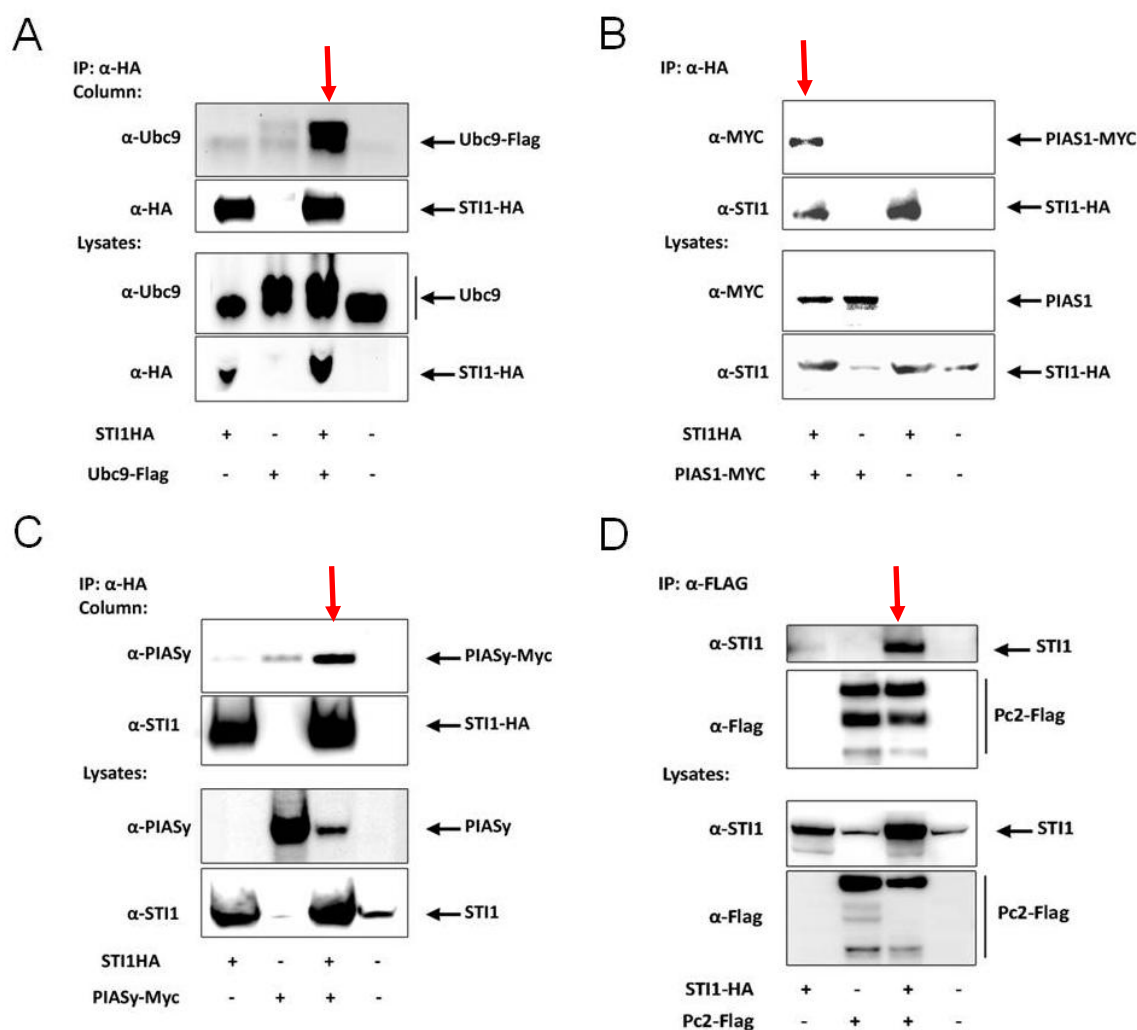 A
IP: α-HA
Column:
α-Ubc9 Ubc9-Flag
α-HA STI1-HA
Lysates:
α-Ubc9 Ubc9
α-HA STI1-HA
STI1HA + - + -
Ubc9-Flag - + + -
B
IP: α-HA
α-MYC PIAS1-MYC
α-STI1 STI1-HA
Lysates:
α-MYC PIAS1
α-STI1 STI1-HA
STI1HA + - + -
PIAS1-MYC + + - -
C
IP: α-HA
Column:
α-PIASy PIASy-Myc
α-STI1 STI1-HA
Lysates:
α-PIASy PIASy
α-STI1 STI1
STI1HA + - + -
PIASy-Myc - + + -
D
IP: α-FLAG
α-STI1 STI1
α-Flag Pc2-Flag
Lysates:
α-STI1 STI1
α-Flag Pc2-Flag
STI1-HA + - + -
Pc2-Flag - + + -